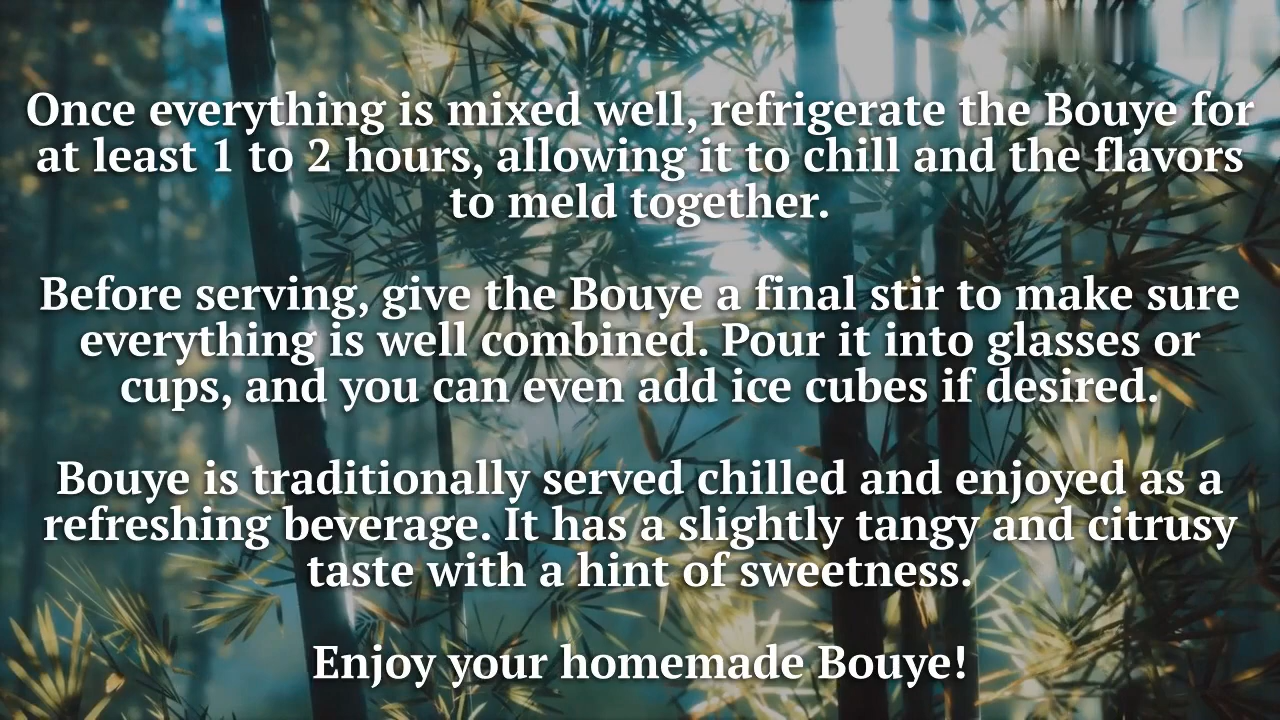 Once everything is mixed well, refrigerate the Bouye for
at least 1 to 2 hours, allowing it to chill and the flavors
to meld together.
Before serving, give the Bouye a final stir to make sure
everything is well combined. Pour it into glasses or
cups, and you can even add ice cubes if desired.
Bouye is traditionally served chilled and enjoyed as a
refreshing beverage. It has a slightly tangy and citrusy
taste with a hint of sweetness.
Enjoy your homemade Bouye!